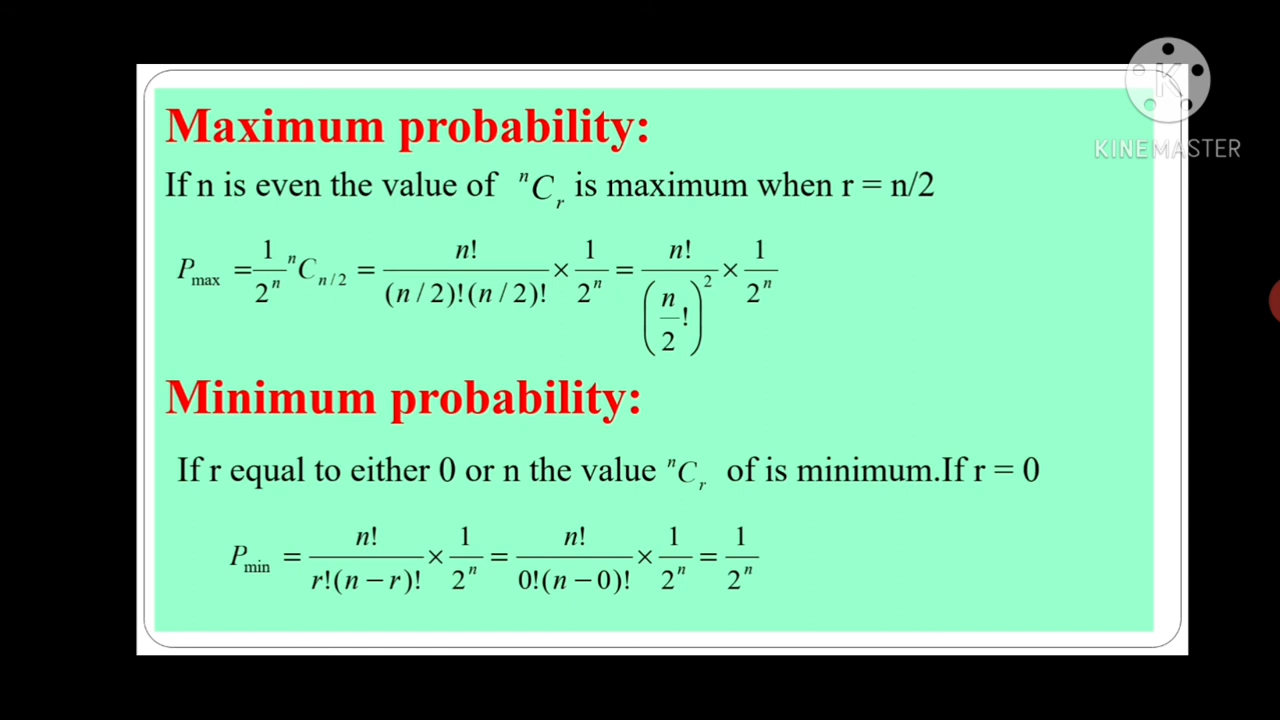 KINEMASTER
Maximum probability:
If n is even the value of ⁿCᵣ is maximum when r = n/2
P_max = 1/2ⁿ ⁿC_{n/2} = n!/((n/2)!(n/2)!) × 1/2ⁿ = n!/(n/2 !)² × 1/2ⁿ
Minimum probability:
If r equal to either 0 or n the value ⁿCᵣ of is minimum.If r = 0
P_min = n!/(r!(n−r)!) × 1/2ⁿ = n!/(0!(n−0)!) × 1/2ⁿ = 1/2ⁿ